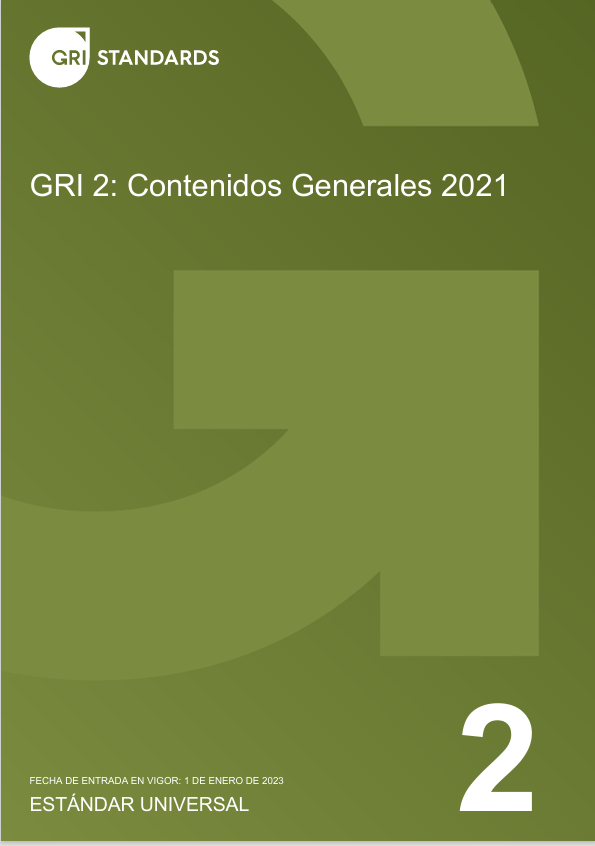 GRI STANDARDS
GRI 2: Contenidos Generales 2021
2
FECHA DE ENTRADA EN VIGOR: 1 DE ENERO DE 2023
ESTÁNDAR UNIVERSAL